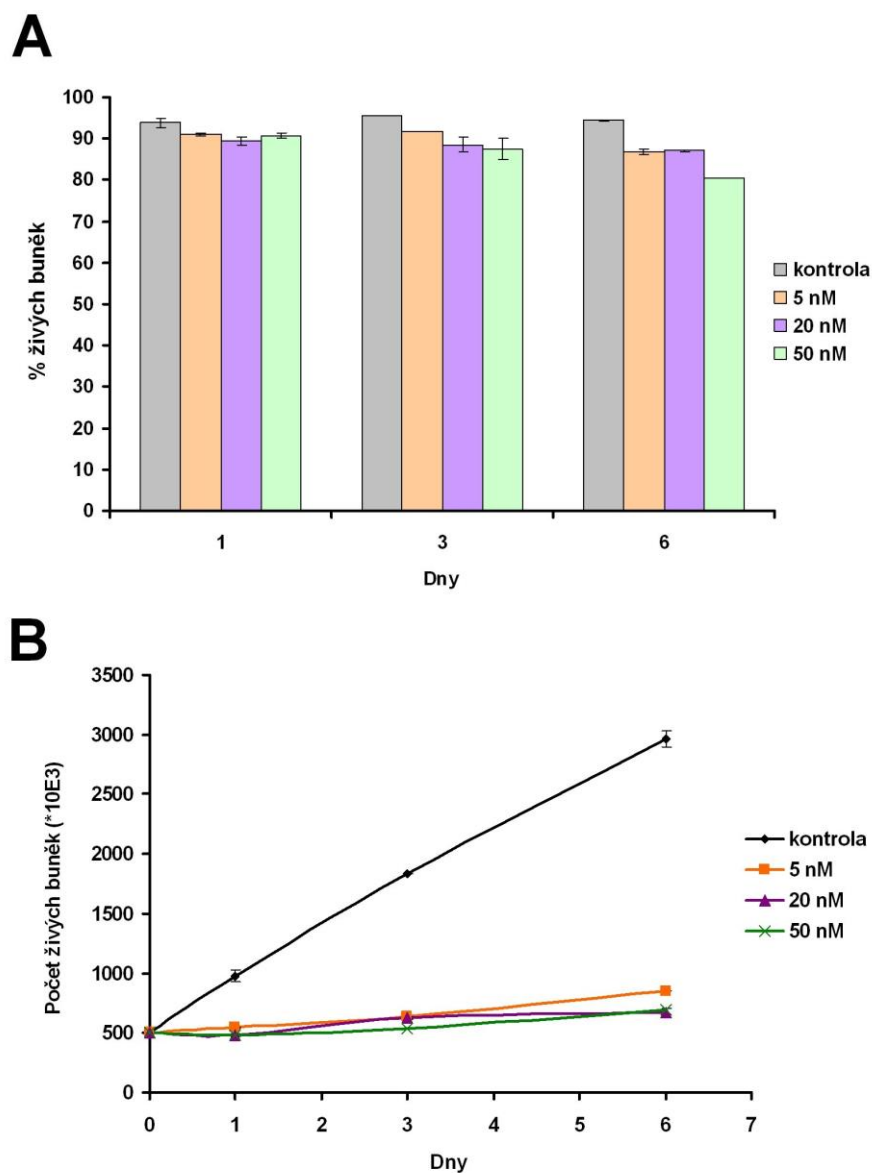 A
100
90
80
70
60
50
40
30
20
10
0
% živých buněk
1 3 6
Dny
kontrola
5 nM
20 nM
50 nM
B
3500
3000
2500
2000
1500
1000
500
0
Počet živých buněk (*10E3)
0 1 2 3 4 5 6 7
Dny
kontrola
5 nM
20 nM
50 nM